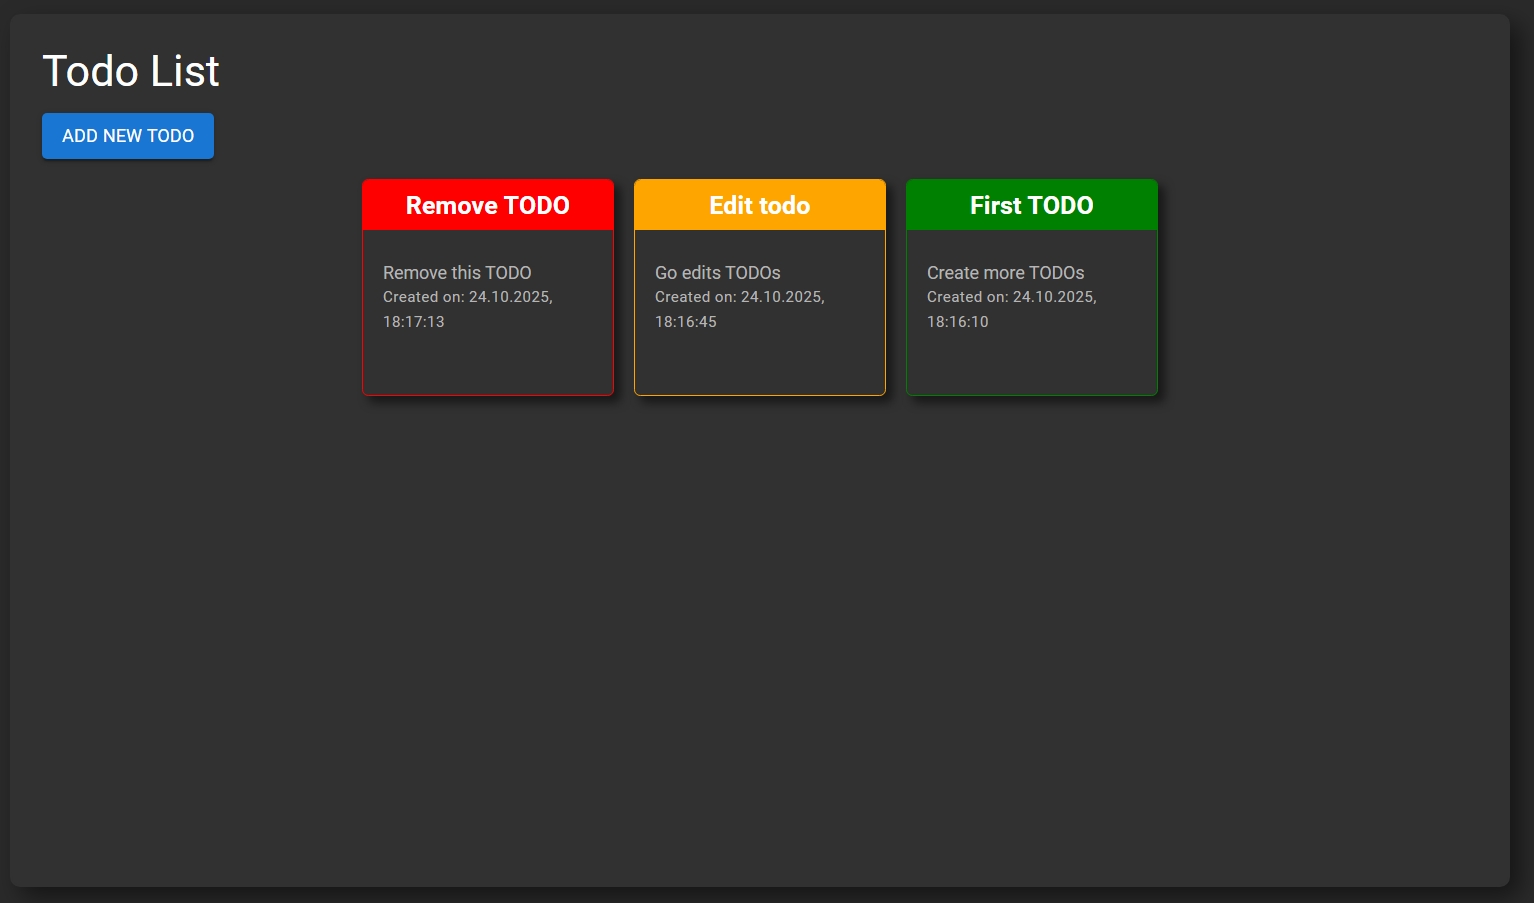 Todo List
ADD NEW TODO
Remove TODO
Remove this TODO
Created on: 24.10.2025,
18:17:13
Edit todo
Go edits TODOs
Created on: 24.10.2025,
18:16:45
First TODO
Create more TODOs
Created on: 24.10.2025,
18:16:10